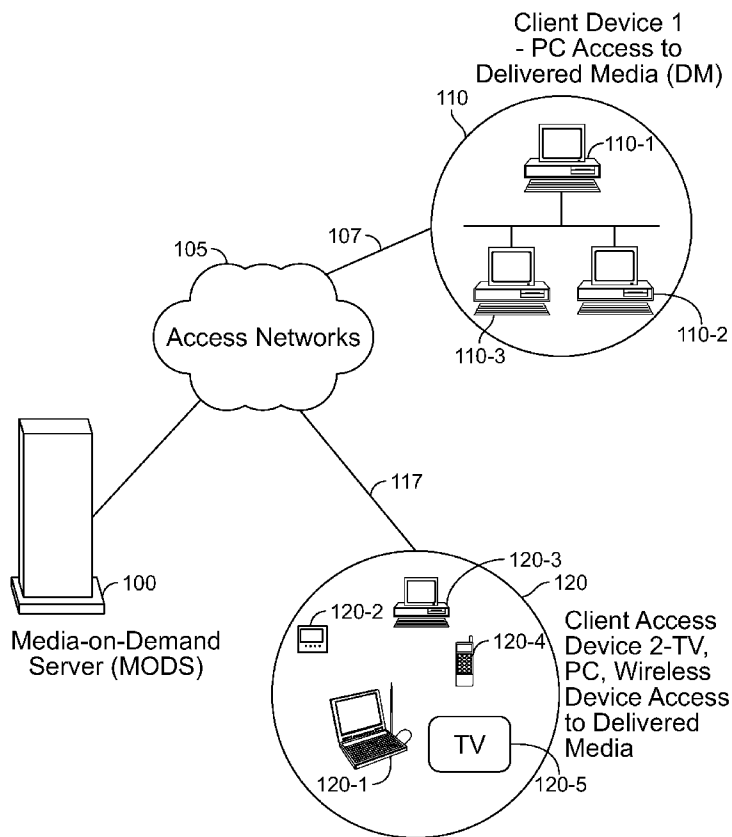 Client Device 1
- PC Access to
Delivered Media (DM)
110
110-1
107
105
Access Networks
110-3
110-2
117
100
Media-on-Demand
Server (MODS)
120-3
120
120-2
120-4
Client Access
Device 2-TV,
PC, Wireless
Device Access
to Delivered
Media
TV
120-1
120-5